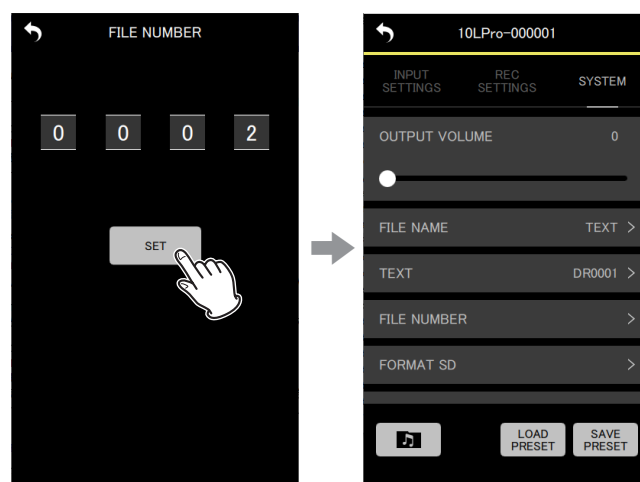 FILE NUMBER
0 0 0 2
SET
10LPro-000001
INPUT
SETTINGS
REC
SETTINGS
SYSTEM
OUTPUT VOLUME 0
FILE NAME TEXT >
TEXT DR0001 >
FILE NUMBER >
FORMAT SD >
LOAD
PRESET
SAVE
PRESET